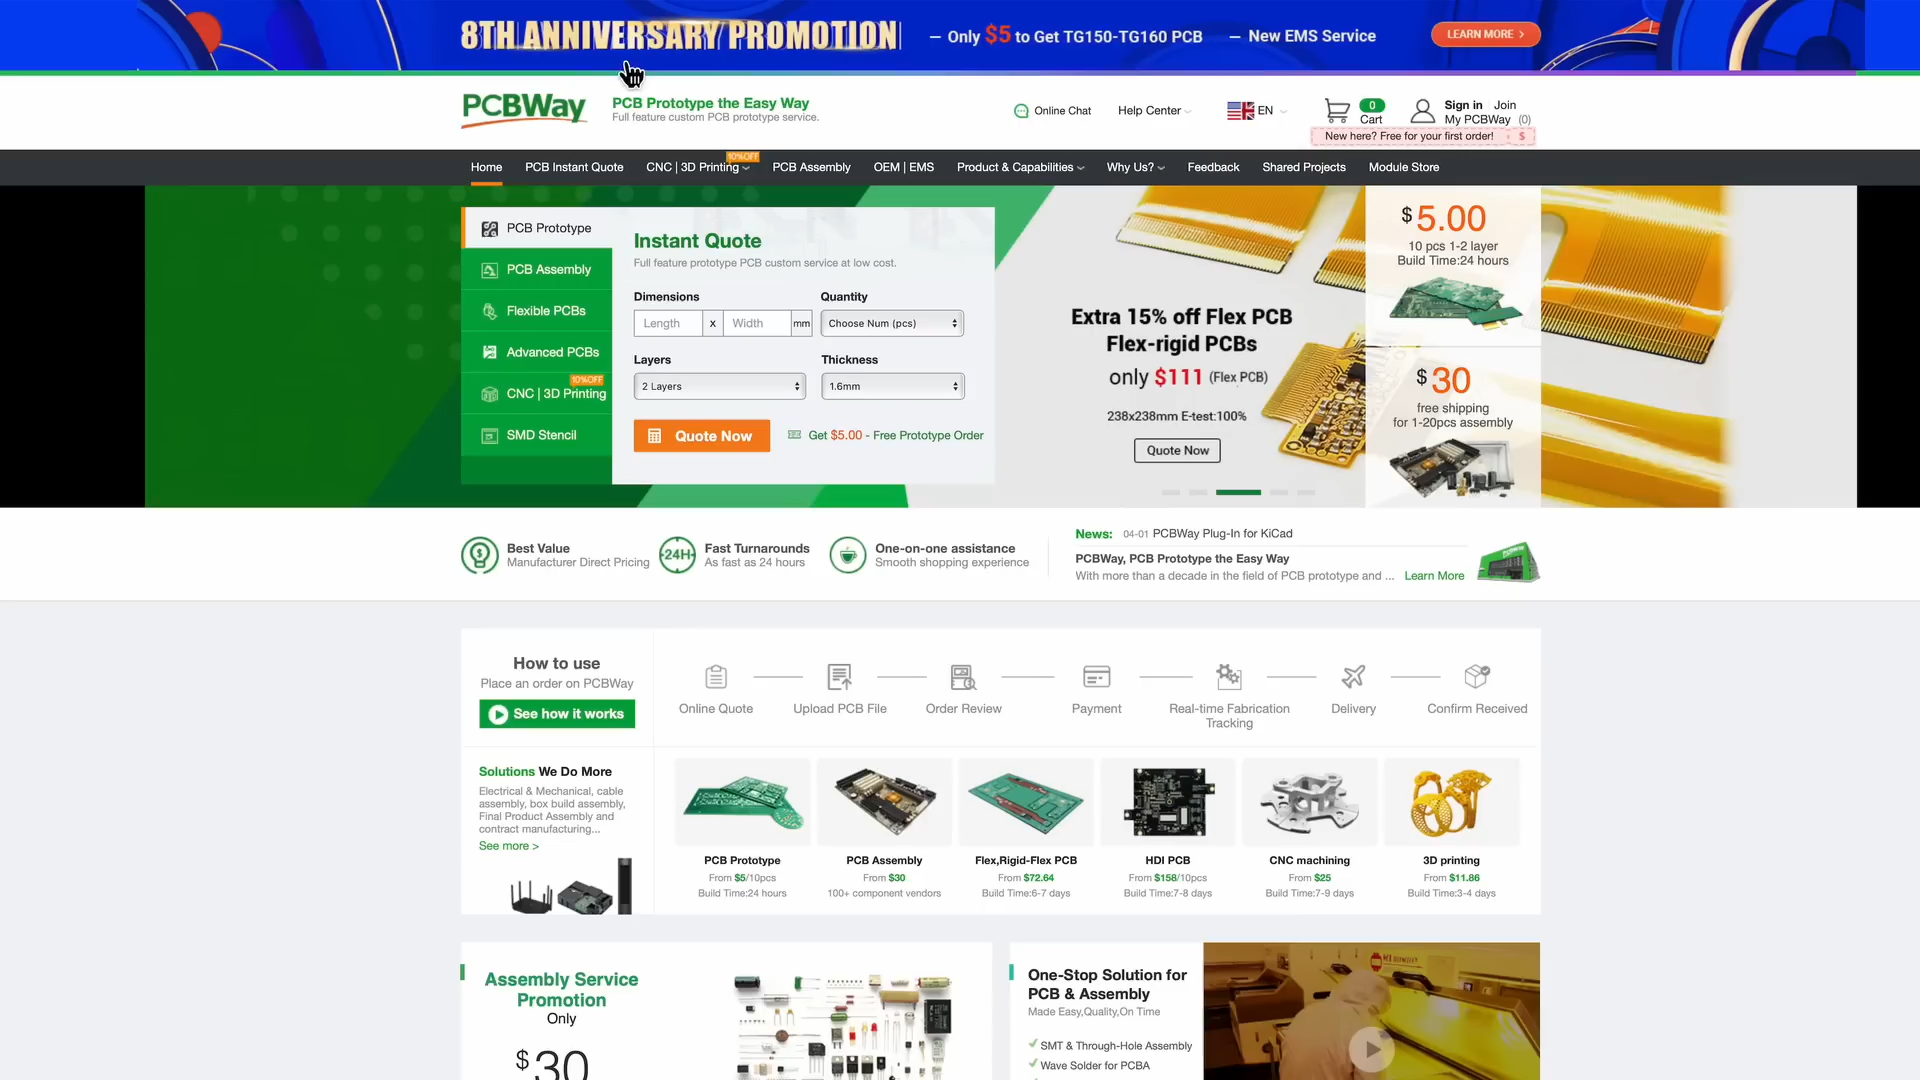 8TH ANNIVERSARY PROMOTION
– Only $5 to Get TG150-TG160 PCB
– New EMS Service
LEARN MORE >
PCBWay
PCB Prototype the Easy Way
Full feature custom PCB prototype service.
Online Chat
Help Center
EN
0
Cart
Sign in Join
My PCBWay (0)
New here? Free for your first order! $
Home
PCB Instant Quote
CNC | 3D Printing
10%OFF
PCB Assembly
OEM | EMS
Product & Capabilities
Why Us?
Feedback
Shared Projects
Module Store
PCB Prototype
PCB Assembly
Flexible PCBs
Advanced PCBs
10%OFF
CNC | 3D Printing
SMD Stencil
Instant Quote
Full feature prototype PCB custom service at low cost.
Dimensions
Quantity
Length x Width mm
Choose Num (pcs)
Layers
Thickness
2 Layers
1.6mm
Quote Now
Get $5.00 - Free Prototype Order
Extra 15% off Flex PCB
Flex-rigid PCBs
only $111 (Flex PCB)
238x238mm E-test:100%
Quote Now
$5.00
10 pcs 1-2 layer
Build Time:24 hours
$30
free shipping
for 1-20pcs assembly
Best Value
Manufacturer Direct Pricing
24H
Fast Turnarounds
As fast as 24 hours
One-on-one assistance
Smooth shopping experience
News: 04-01 PCBWay Plug-In for KiCad
PCBWay, PCB Prototype the Easy Way
With more than a decade in the field of PCB prototype and ... Learn More
How to use
Place an order on PCBWay
See how it works
Online Quote
Upload PCB File
Order Review
Payment
Real-time Fabrication
Tracking
Delivery
Confirm Received
Solutions We Do More
Electrical & Mechanical, cable
assembly, box build assembly,
Final Product Assembly and
contract manufacturing...
See more >
PCB Prototype
From $5/10pcs
Build Time:24 hours
PCB Assembly
From $30
100+ component vendors
Flex,Rigid-Flex PCB
From $72.64
Build Time:6-7 days
HDI PCB
From $158/10pcs
Build Time:7-8 days
CNC machining
From $25
Build Time:7-9 days
3D printing
From $11.86
Build Time:3-4 days
Assembly Service
Promotion
Only
$30
One-Stop Solution for
PCB & Assembly
Made Easy,Quality,On Time
SMT & Through-Hole Assembly
Wave Solder for PCBA